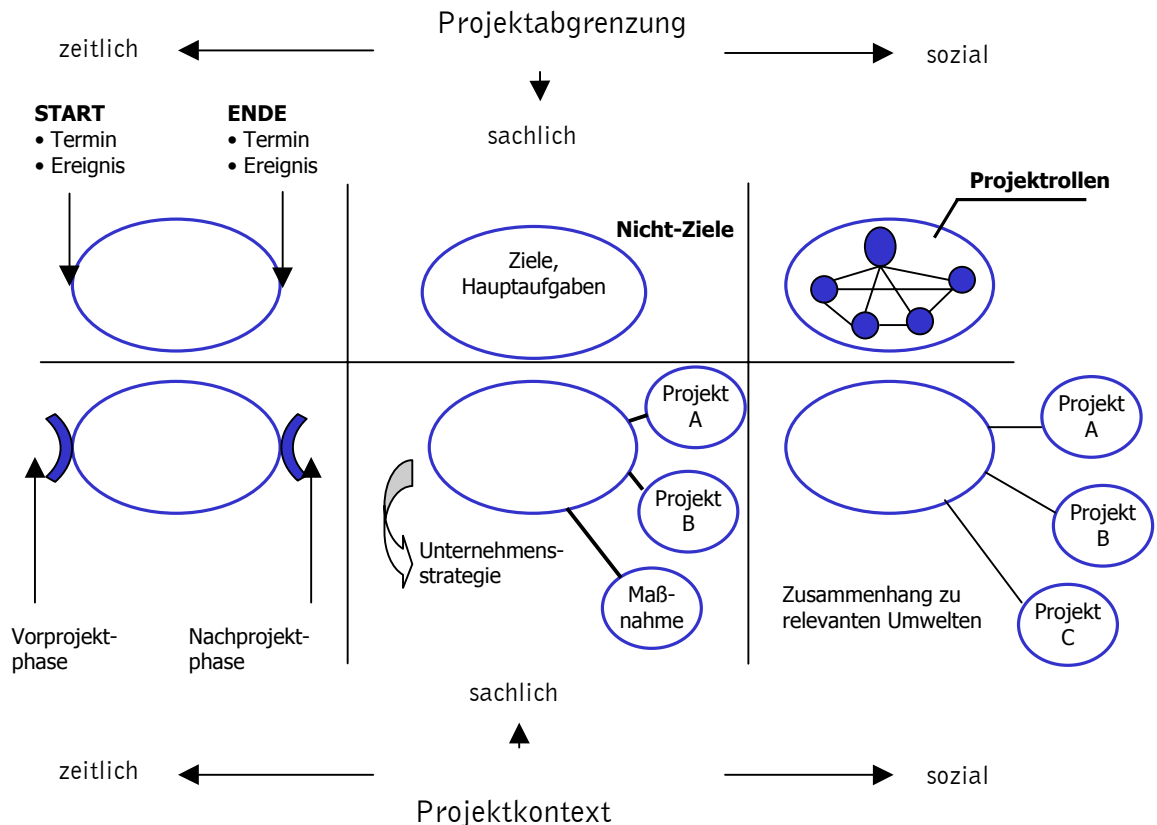 Projektabgrenzung
zeitlich
sozial
sachlich
START
• Termin
• Ereignis
ENDE
• Termin
• Ereignis
Nicht-Ziele
Ziele,
Hauptaufgaben
Projektrollen
Vorprojekt-
phase
Nachprojekt-
phase
Unternehmens-
strategie
Projekt
A
Projekt
B
Maß-
nahme
Projekt
A
Projekt
B
Projekt
C
Zusammenhang zu
relevanten Umwelten
sachlich
zeitlich
sozial
Projektkontext